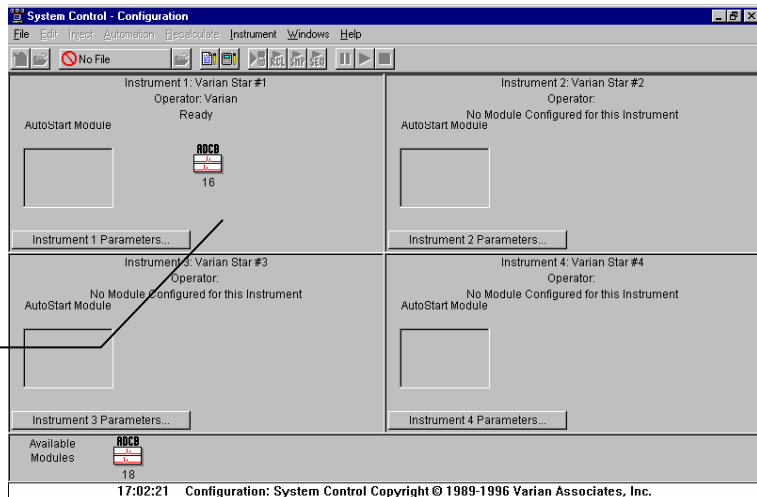 System Control - Configuration
File Edit Inject Automation Recalculate Instrument Windows Help
No File RCL SMP SEQ
Instrument 1: Varian Star #1
Operator: Varian
Ready
AutoStart Module
ADCB
16
Instrument 1 Parameters...
Instrument 2: Varian Star #2
Operator:
No Module Configured for this Instrument
AutoStart Module
Instrument 2 Parameters...
Instrument 3: Varian Star #3
Operator:
No Module Configured for this Instrument
AutoStart Module
Instrument 3 Parameters...
Instrument 4: Varian Star #4
Operator:
No Module Configured for this Instrument
AutoStart Module
Instrument 4 Parameters...
Available
Modules
ADCB
18
17:02:21 Configuration: System Control Copyright © 1989-1996 Varian Associates, Inc.